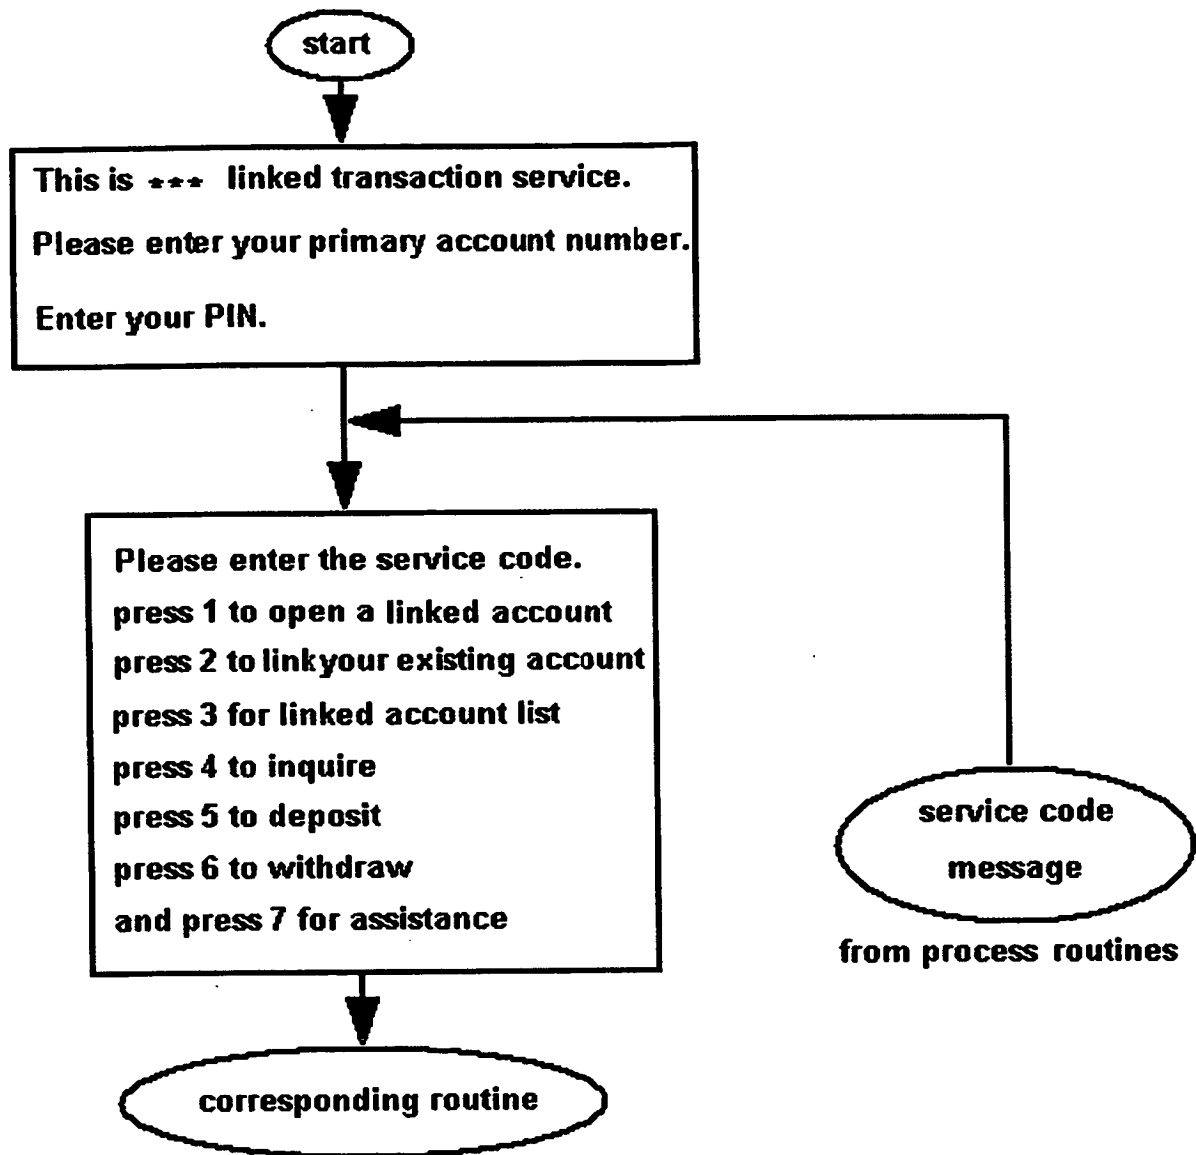 start
This is *** linked transaction service.
Please enter your primary account number.
Enter your PIN.
Please enter the service code.
press 1 to open a linked account
press 2 to linkyour existing account
press 3 for linked account list
press 4 to inquire
press 5 to deposit
press 6 to withdraw
and press 7 for assistance
service code
message
from process routines
corresponding routine